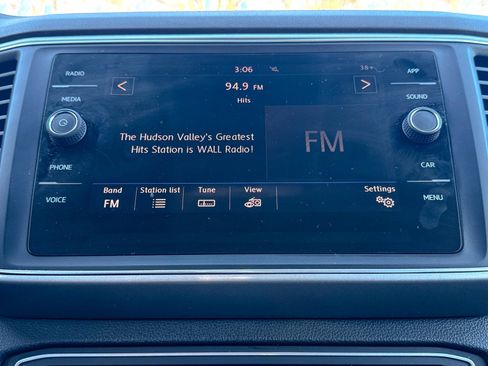 3:06 38+
RADIO < 94.9 FM > APP
Hits
MEDIA SOUND
The Hudson Valley's Greatest
Hits Station is WALL Radio!
FM
PHONE CAR
Band Station list Tune View Settings
FM
VOICE MENU